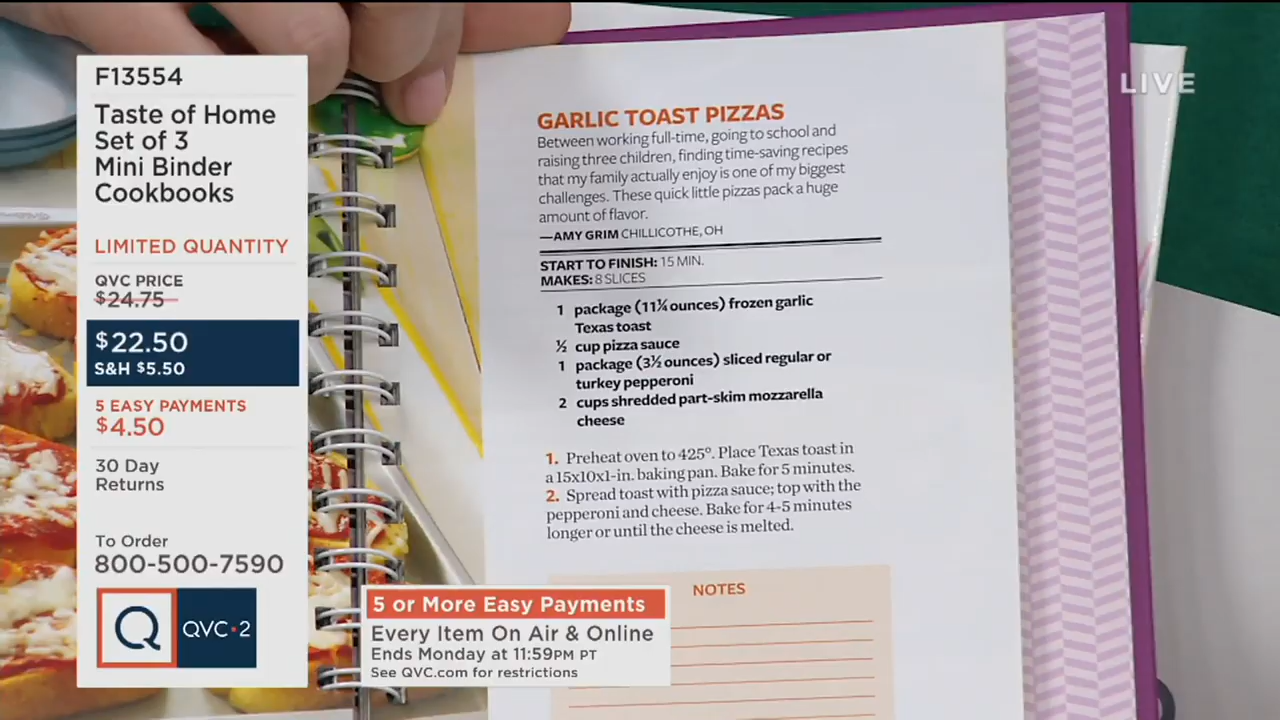 F13554
Taste of Home
Set of 3
Mini Binder
Cookbooks
LIMITED QUANTITY
QVC PRICE
$24.75
$22.50
S&H $5.50
5 EASY PAYMENTS
$4.50
30 Day
Returns
To Order
800-500-7590
Q QVC•2
5 or More Easy Payments
Every Item On Air & Online
Ends Monday at 11:59PM PT
See QVC.com for restrictions
LIVE
GARLIC TOAST PIZZAS
Between working full-time, going to school and
raising three children, finding time-saving recipes
that my family actually enjoy is one of my biggest
challenges. These quick little pizzas pack a huge
amount of flavor.
—AMY GRIM CHILLICOTHE, OH
START TO FINISH: 15 MIN.
MAKES: 8 SLICES
1 package (11¼ ounces) frozen garlic
Texas toast
½ cup pizza sauce
1 package (3½ ounces) sliced regular or
turkey pepperoni
2 cups shredded part-skim mozzarella
cheese
1. Preheat oven to 425°. Place Texas toast in
a 15x10x1-in. baking pan. Bake for 5 minutes.
2. Spread toast with pizza sauce; top with the
pepperoni and cheese. Bake for 4-5 minutes
longer or until the cheese is melted.
NOTES